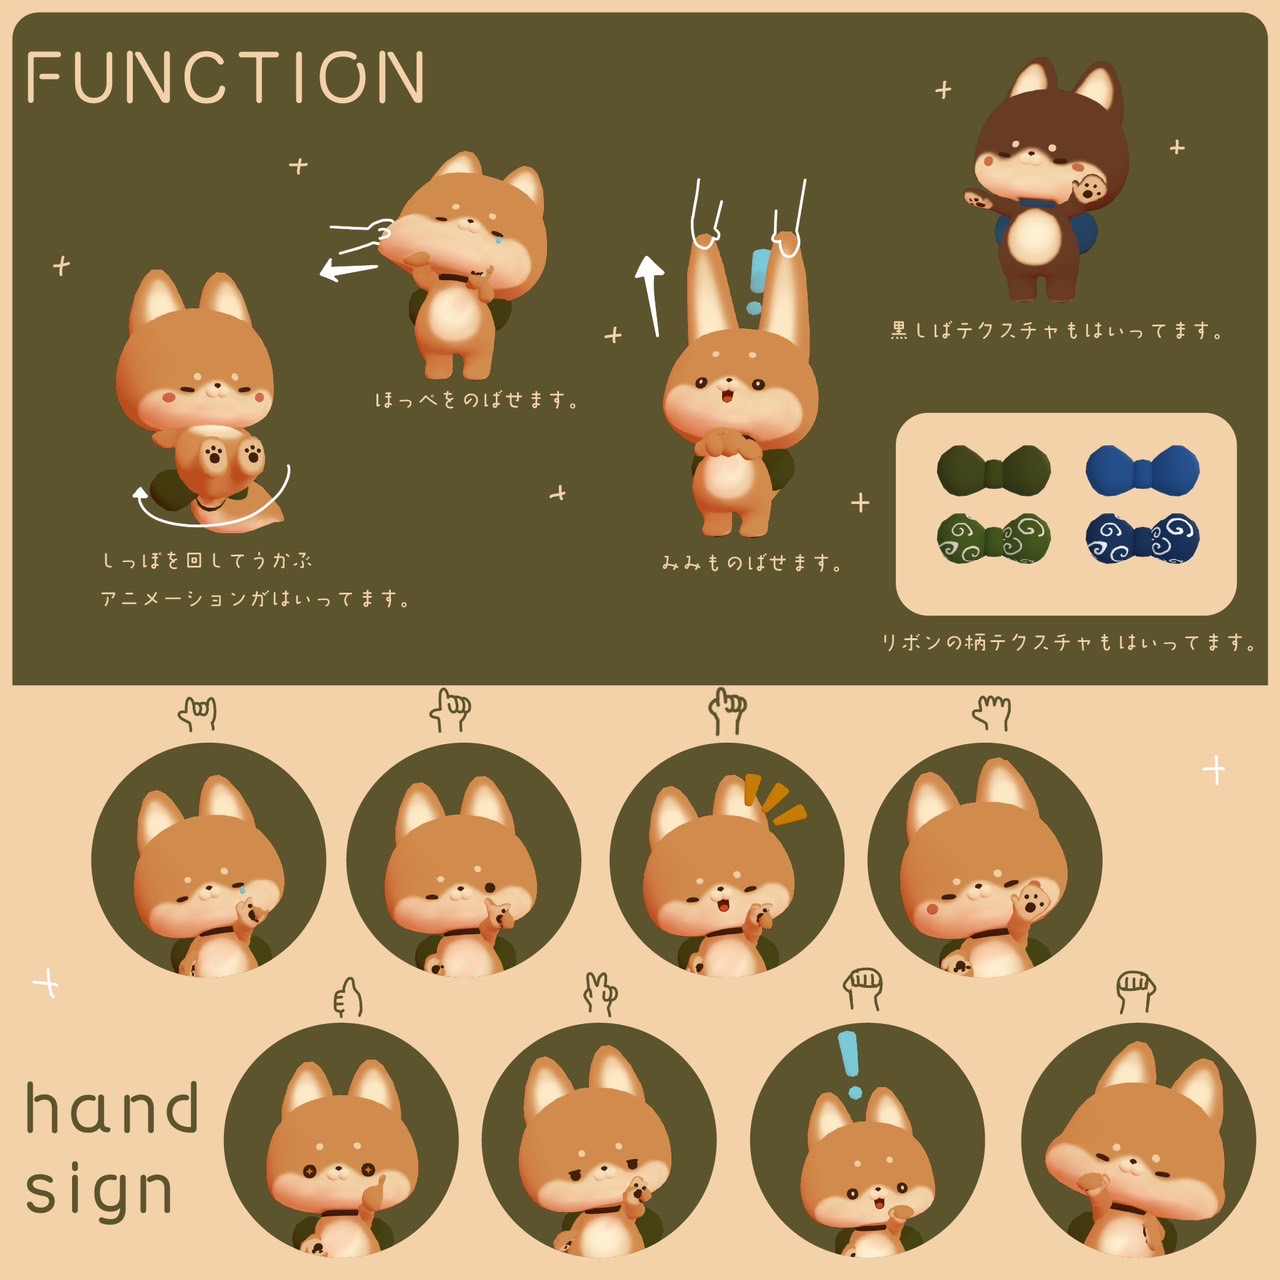 FUNCTION
ほっぺをのばせます。
しっぽを回してうかぶ
アニメーションがはいってます。
みみものばせます。
黒しばテクスチャもはいってます。
リボンの柄テクスチャもはいってます。
hand
sign